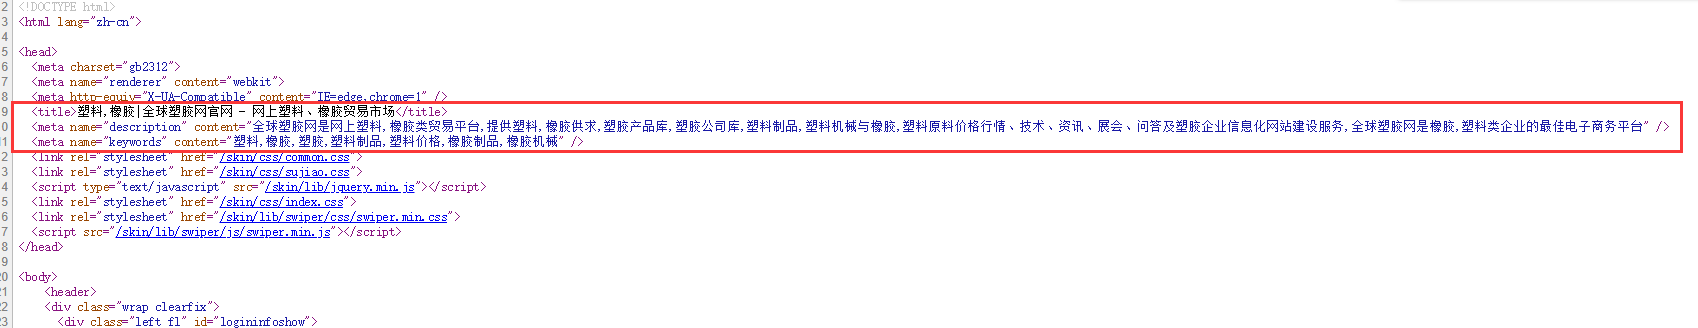 2 <!DOCTYPE html>
3 <html lang="zh-cn">
4
5 <head>
6 <meta charset="gb2312">
7 <meta name="renderer" content="webkit">
8 <meta http-equiv="X-UA-Compatible" content="IE=edge,chrome=1" />
9 <title>塑料,橡胶|全球塑胶网官网 - 网上塑料、橡胶贸易市场</title>
0 <meta name="description" content="全球塑胶网是网上塑料,橡胶类贸易平台,提供塑料,橡胶供求,塑胶产品库,塑胶公司库,塑料制品,塑料机械与橡胶,塑料原料价格行情、技术、资讯、展会、问答及塑胶企业信息化网站建设服务,全球塑胶网是橡胶,塑料类企业的最佳电子商务平台" />
1 <meta name="keywords" content="塑料,橡胶,塑胶,塑料制品,塑料价格,橡胶制品,橡胶机械" />
2 <link rel="stylesheet" href="/skin/css/common.css">
3 <link rel="stylesheet" href="/skin/css/sujiao.css">
4 <script type="text/javascript" src="/skin/lib/jquery.min.js"></script>
5 <link rel="stylesheet" href="/skin/css/index.css">
6 <link rel="stylesheet" href="/skin/lib/swiper/css/swiper.min.css">
7 <script src="/skin/lib/swiper/js/swiper.min.js"></script>
8 </head>
9
20 <body>
21 <header>
22 <div class="wrap clearfix">
23 <div class="left fl" id="logininfoshow">